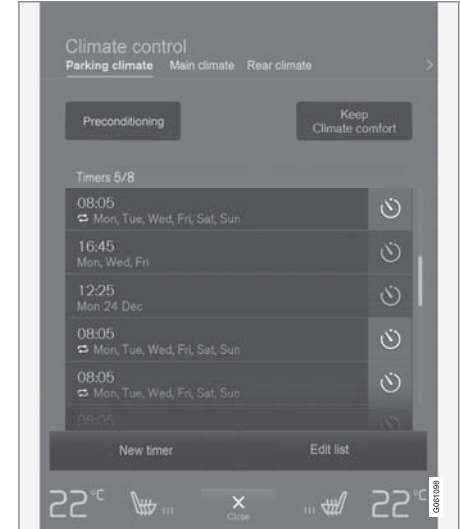 Climate control
Parking climate Main climate Rear climate
Preconditioning
Keep
Climate comfort
Timers 5/8
08:05
Mon, Tue, Wed, Fri, Sat, Sun
16:45
Mon, Wed, Fri
12:25
Mon 24 Dec
08:05
Mon, Tue, Wed, Fri, Sat, Sun
08:05
Mon, Tue, Wed, Fri, Sat, Sun
08:05
New timer Edit list
22°C 22°C
Close
G061098